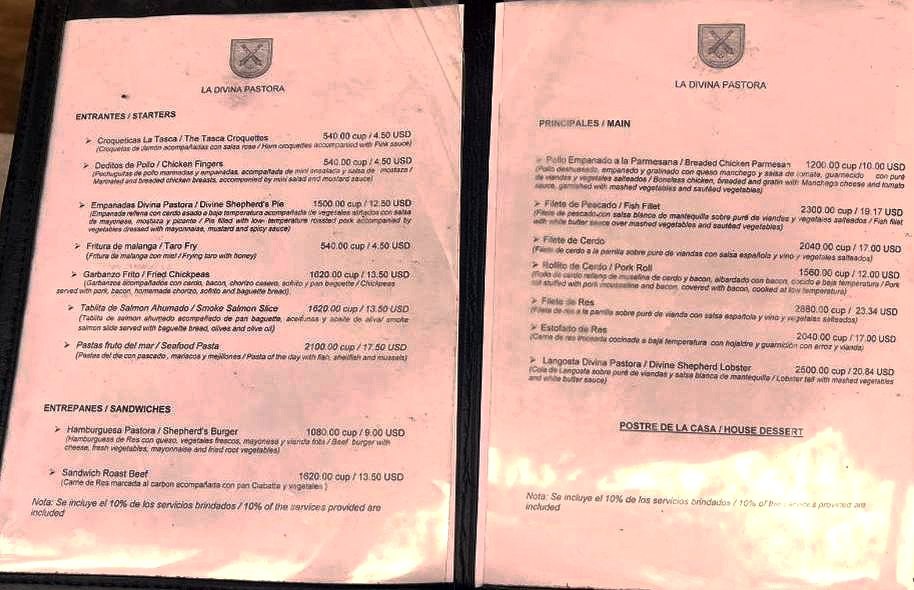 LA DIVINA PASTORA
ENTRANTES / STARTERS
➢ Croqueticas La Tasca / The Tasca Croquettes 540.00 cup / 4.50 USD
(Croquetas de Jamón acompañadas con salsa rosa / Ham croquettes accompanied with Pink sauce)
➢ Deditos de Pollo / Chicken Fingers 540.00 cup / 4.50 USD
(Pechuguitas de pollo marinadas y empanadas, acompañada de mini ensalada y salsa de mostaza /
Marinated and breaded chicken breasts, accompanied by mini salad and mustard sauce)
➢ Empanadas Divina Pastora / Divine Shepherd's Pie 1500.00 cup / 12.50 USD
(Empanada rellena con cerdo asado a baja temperatura acompañada de vegetales aliñados con salsa
de mayonesa, mostaza y picante / Pie filled with low- temperature roasted pork accompanied by
vegetables dressed with mayonnaise, mustard and spicy sauce)
➢ Fritura de malanga / Taro Fry 540.00 cup / 4.50 USD
(Fritura de malanga con miel / Frying taro with honey)
➢ Garbanzo Frito / Fried Chickpeas 1620.00 cup / 13.50 USD
(Garbanzos acompañados con cerdo, bacon, chorizo casero, sofrito y pan baguette / Chickpeas
served with pork, bacon, homemade chorizo, sofrito and baguette bread)
➢ Tablita de Salmon Ahumado / Smoke Salmon Slice 1620.00 cup / 13.50 USD
(Tablita de salmon ahumado acompañado de pan baguette, aceitunas y aceite de oliva/ smoke
salmon slide served with baguette bread, olives and olive oil)
➢ Pastas fruto del mar / Seafood Pasta 2100.00 cup / 17.50 USD
(Pastas del día con pescado, mariscos y mejillones / Pasta of the day with fish, shellfish and mussels)
ENTREPANES / SANDWICHES
➢ Hamburguesa Pastora / Shepherd's Burger 1080.00 cup / 9.00 USD
(Hamburguesa de Res con queso, vegetales frescos, mayonesa y vianda frita / Beef burger with
cheese, fresh vegetables, mayonnaise and fried root vegetables)
➢ Sandwich Roast Beef 1620.00 cup / 13.50 USD
(Carne de Res marcada al carbon acompañarla con pan Ciabatta y vegetales )
Nota: Se incluye el 10% de los servicios brindados / 10% of the services provided are
included
LA DIVINA PASTORA
PRINCIPALES / MAIN
➢ Pollo Empanado a la Parmesana / Breaded Chicken Parmesan 1200.00 cup /10.00 USD
(Pollo deshuesado, empanado y gratinado con queso manchego y salsa de tomate, guarnecido con puré
de viandas y vegetales salteados / Boneless chicken, breaded and gratin with Manchego cheese and tomato
sauce, garnished with mashed vegetables and sautéed vegetables)
➢ Filete de Pescado / Fish Fillet 2300.00 cup / 19.17 USD
(Filete de pescado con salsa blanca de mantequilla sobre puré de viandas y vegetales salteados / Fish fillet
with white butter sauce over mashed vegetables and sautéed vegetables)
➢ Filete de Cerdo 2040.00 cup / 17.00 USD
(Filete de cerdo a la parrilla sobre puré de viandas con salsa española y vino y vegetales salteados)
➢ Rollito de Cerdo / Pork Roll 1560.00 cup / 12.00 USD
(Rollo de cerdo relleno de muselina de cerdo y bacon, albardado con bacon, cocido a baja temperatura / Pork
roll stuffed with pork mousseline and bacon, covered with bacon, cooked at low temperature)
➢ Filete de Res 2880.00 cup / 23.34 USD
(Filete de res a la parrilla sobre puré de viandas con salsa española y vino y vegetales salteados)
➢ Estofado de Res 2040.00 cup / 17.00 USD
(Carne de res troceada cocinada a baja temperatura con hojaldre y guarnición con arroz y vianda)
➢ Langosta Divina Pastora / Divine Shepherd Lobster 2500.00 cup / 20.84 USD
(Cola de Langosta sobre puré de viandas y salsa blanca de mantequilla / Lobster tail with mashed vegetables
and white butter sauce)
POSTRE DE LA CASA / HOUSE DESSERT
Nota: Se incluye el 10% de los servicios brindados / 10% of the services provided are
included